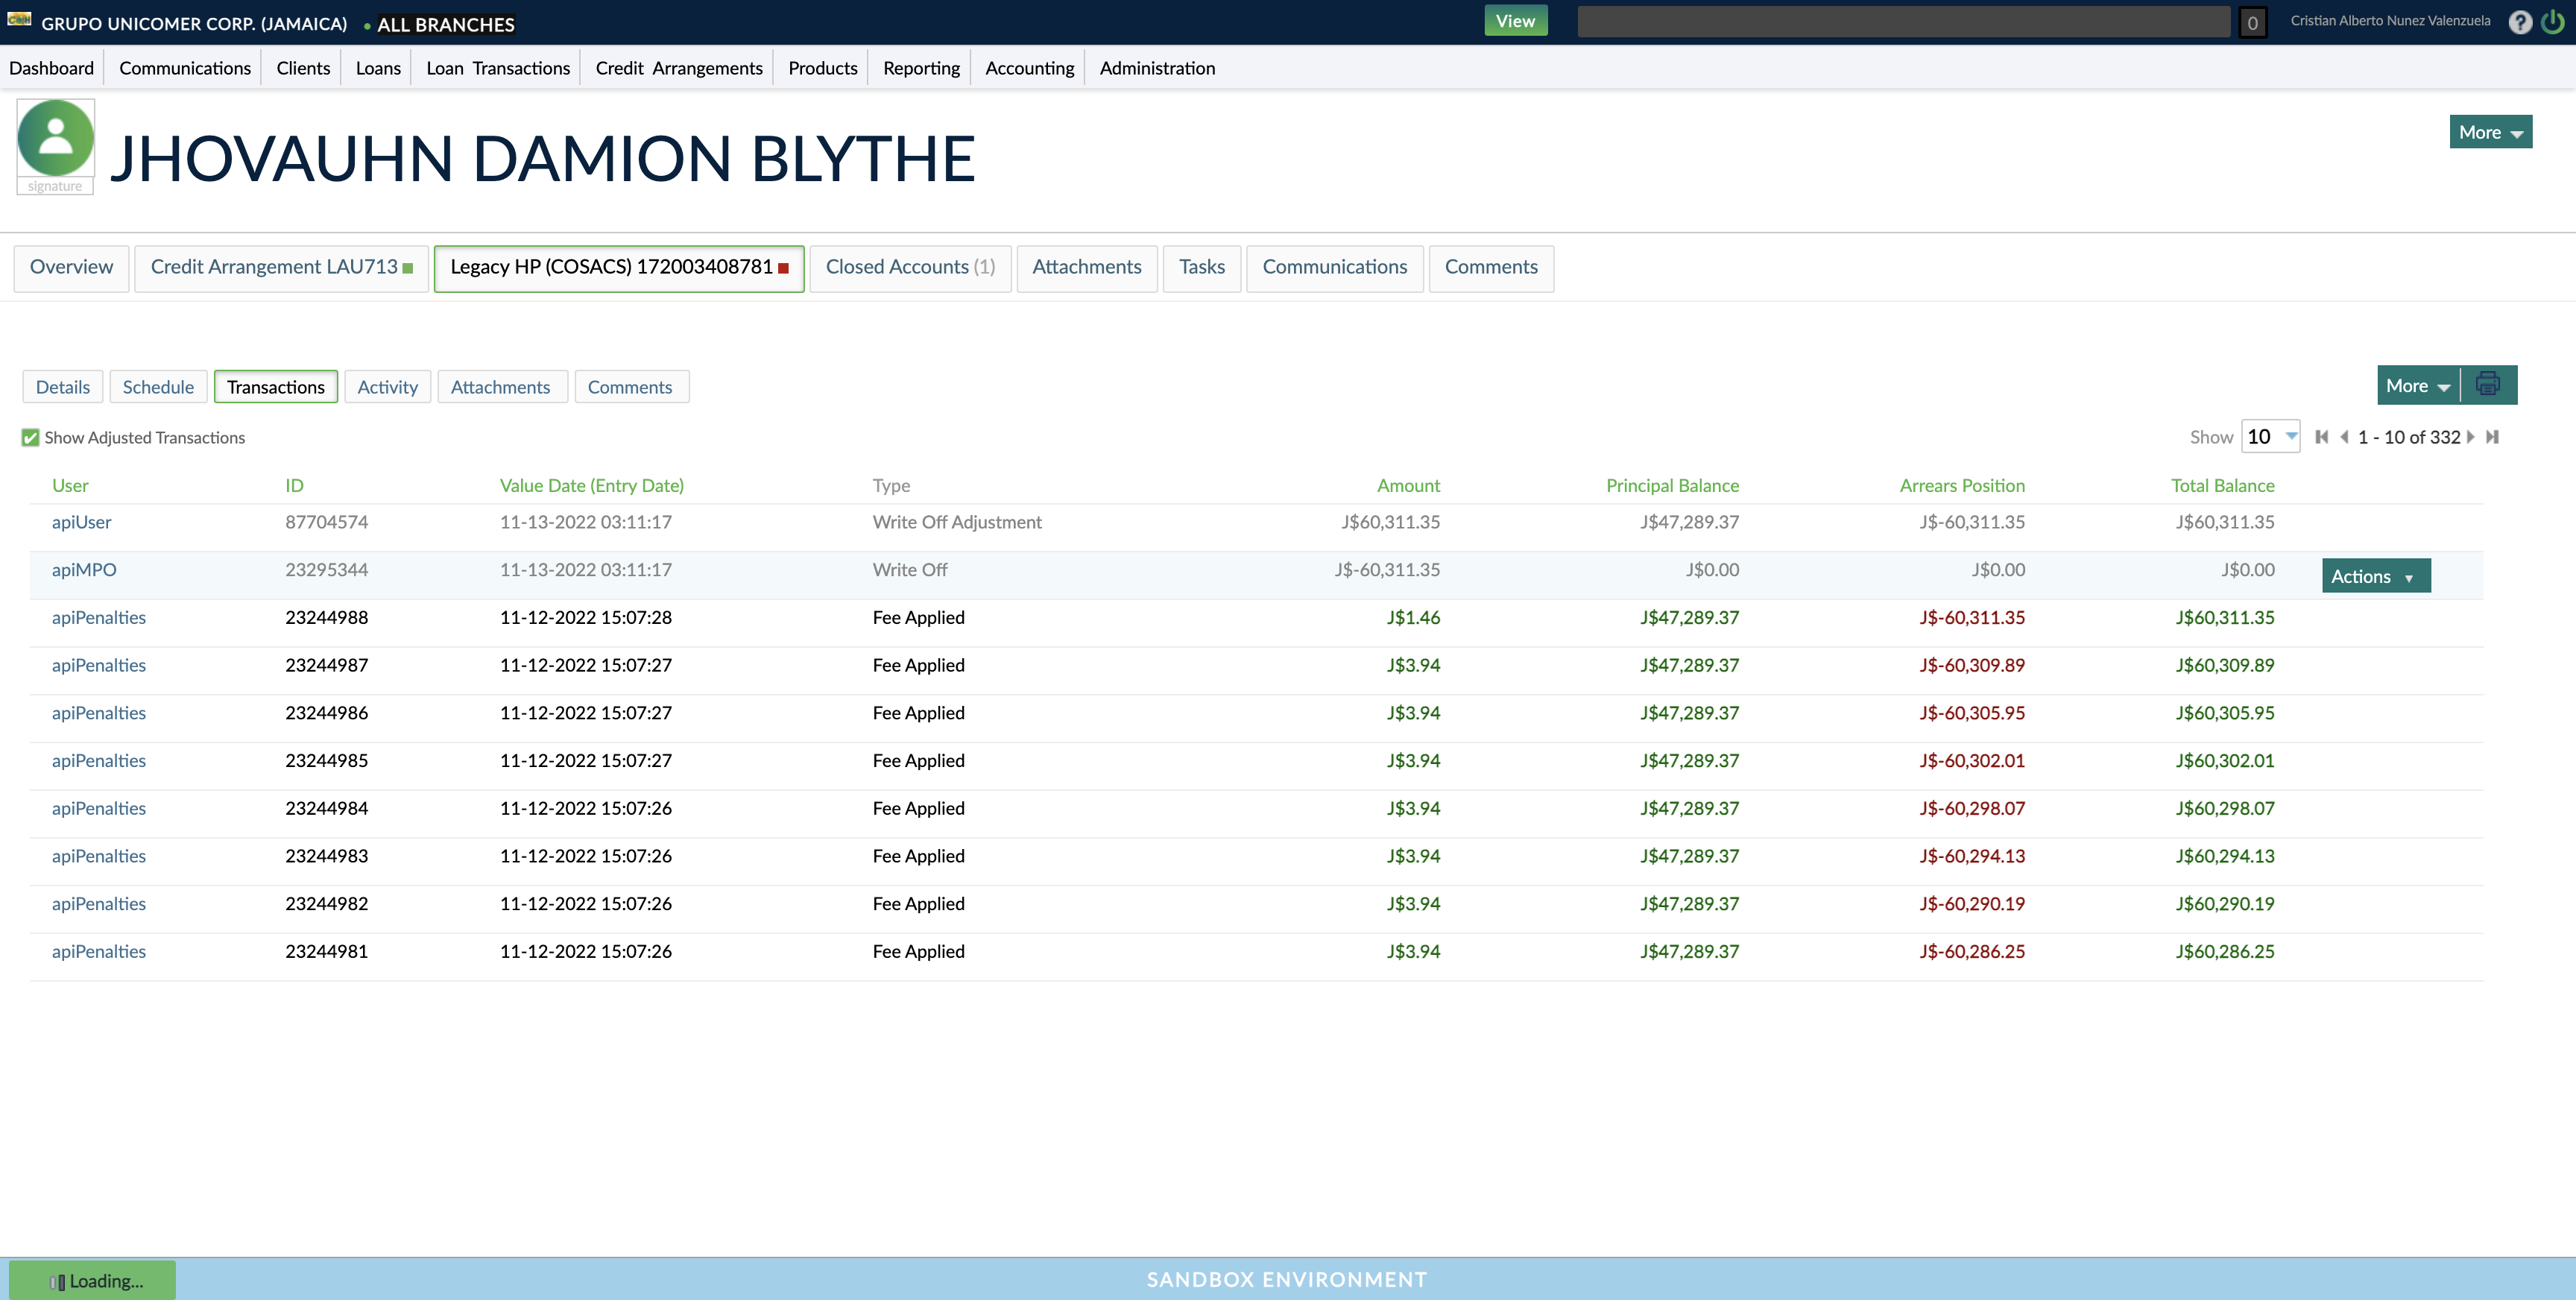 GRUPO UNICOMER CORP. (JAMAICA) • ALL BRANCHES View 0 Cristian Alberto Nunez Valenzuela ?
Dashboard Communications Clients Loans Loan Transactions Credit Arrangements Products Reporting Accounting Administration
signature
JHOVAUHN DAMION BLYTHE
More
Overview Credit Arrangement LAU713 Legacy HP (COSACS) 172003408781 Closed Accounts (1) Attachments Tasks Communications Comments
Details Schedule Transactions Activity Attachments Comments More
Show Adjusted Transactions Show 10 1 - 10 of 332
User ID Value Date (Entry Date) Type Amount Principal Balance Arrears Position Total Balance
apiUser 87704574 11-13-2022 03:11:17 Write Off Adjustment J$60,311.35 J$47,289.37 J$-60,311.35 J$60,311.35
apiMPO 23295344 11-13-2022 03:11:17 Write Off J$-60,311.35 J$0.00 J$0.00 J$0.00 Actions
apiPenalties 23244988 11-12-2022 15:07:28 Fee Applied J$1.46 J$47,289.37 J$-60,311.35 J$60,311.35
apiPenalties 23244987 11-12-2022 15:07:27 Fee Applied J$3.94 J$47,289.37 J$-60,309.89 J$60,309.89
apiPenalties 23244986 11-12-2022 15:07:27 Fee Applied J$3.94 J$47,289.37 J$-60,305.95 J$60,305.95
apiPenalties 23244985 11-12-2022 15:07:27 Fee Applied J$3.94 J$47,289.37 J$-60,302.01 J$60,302.01
apiPenalties 23244984 11-12-2022 15:07:26 Fee Applied J$3.94 J$47,289.37 J$-60,298.07 J$60,298.07
apiPenalties 23244983 11-12-2022 15:07:26 Fee Applied J$3.94 J$47,289.37 J$-60,294.13 J$60,294.13
apiPenalties 23244982 11-12-2022 15:07:26 Fee Applied J$3.94 J$47,289.37 J$-60,290.19 J$60,290.19
apiPenalties 23244981 11-12-2022 15:07:26 Fee Applied J$3.94 J$47,289.37 J$-60,286.25 J$60,286.25
Loading... SANDBOX ENVIRONMENT